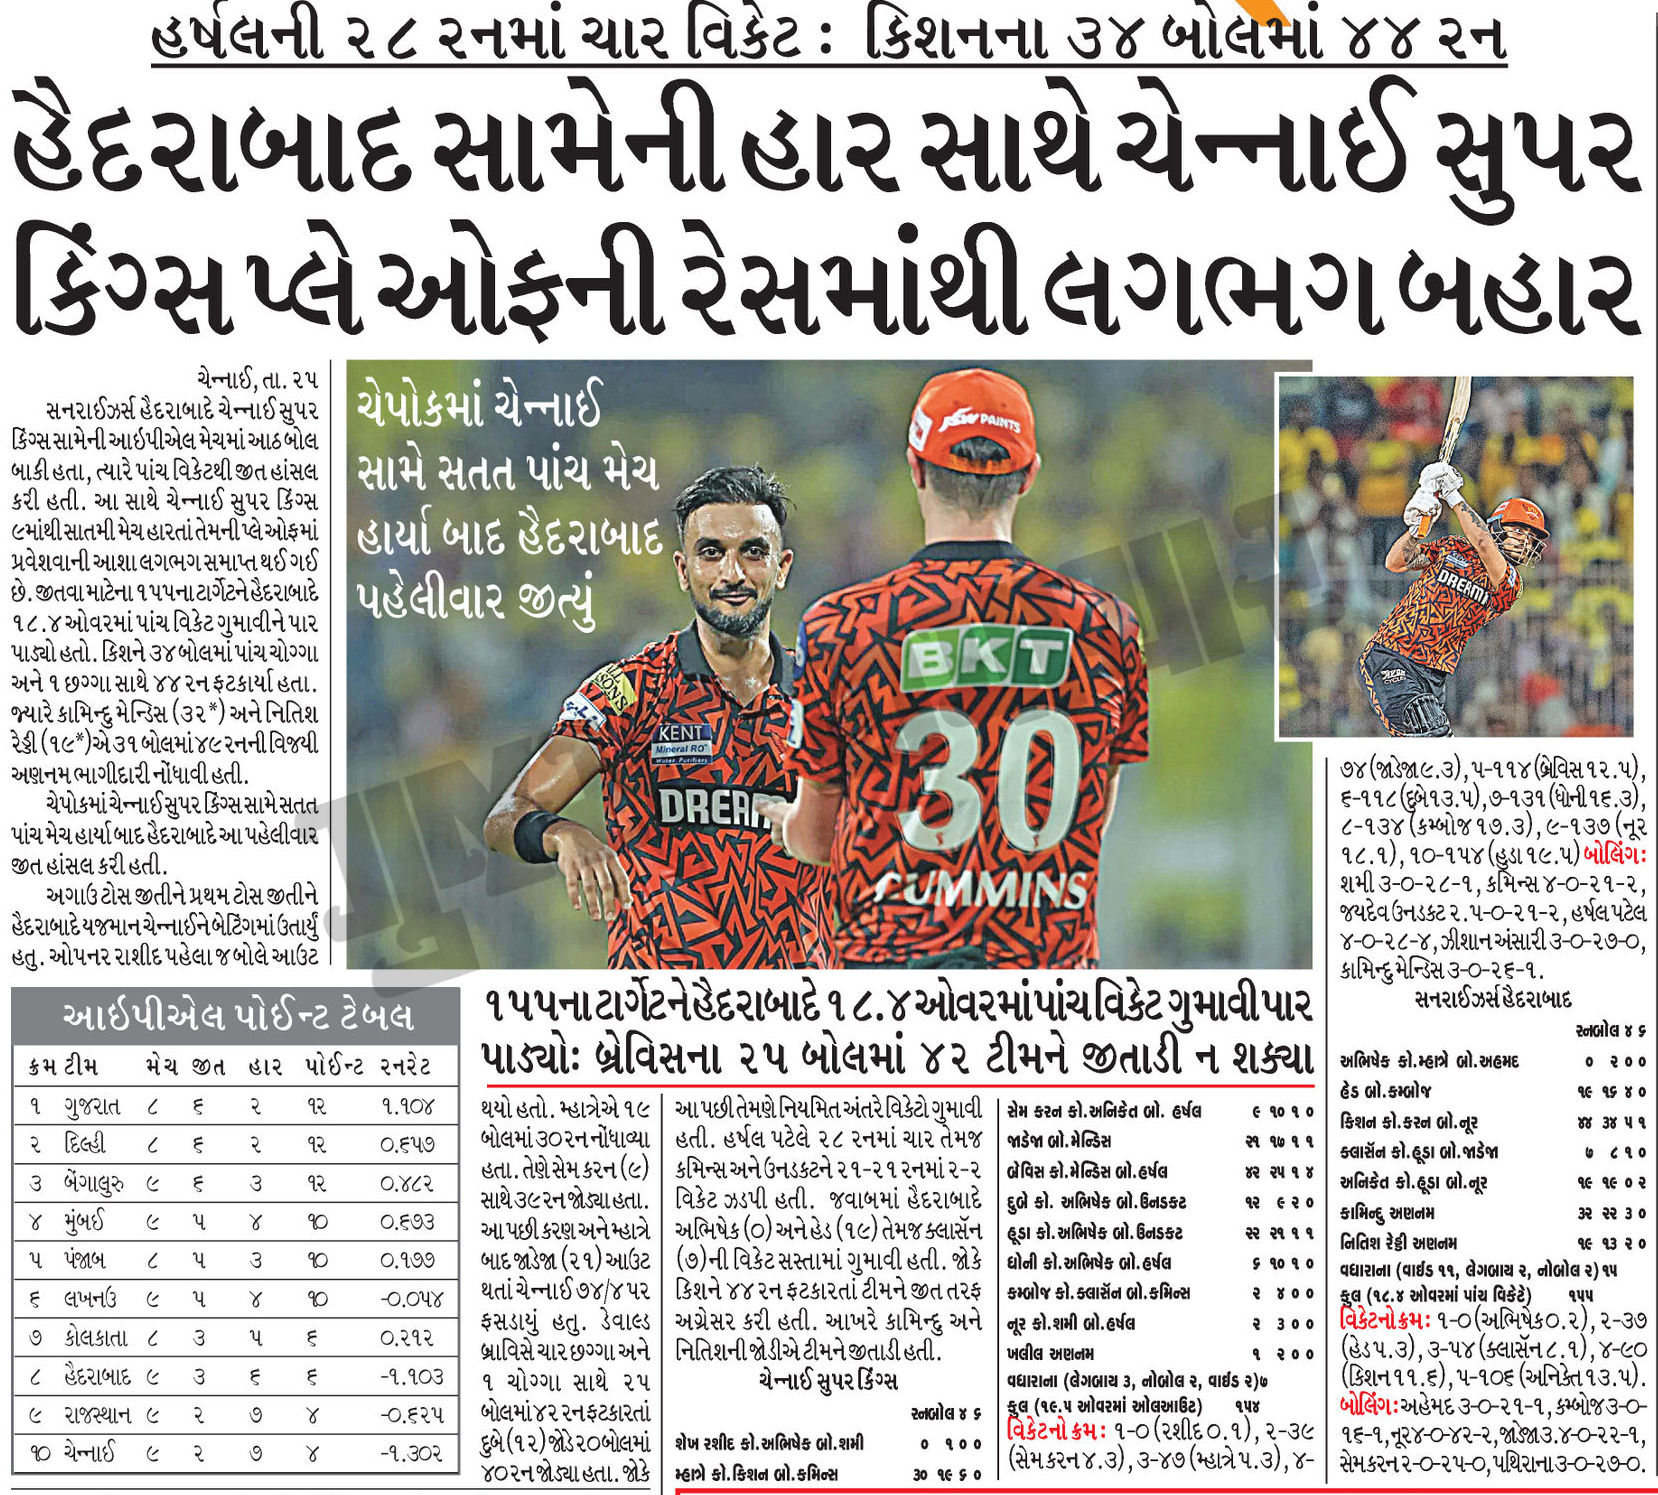 હર્ષલની ૨૮ રનમાં ચાર વિકેટ : કિશનના ૩૪ બોલમાં ૪૪ રન
હૈદરાબાદ સામેની હાર સાથે ચેન્નાઈ સુપર
કિંગ્સ પ્લે ઓફની રેસમાંથી લગભગ બહાર
ચેન્નાઈ, તા. ૨૫
સનરાઈઝર્સ હૈદરાબાદે ચેન્નાઈ સુપર
કિંગ્સ સામેની આઇપીએલ મેચમાં આઠ બોલ
બાકી હતા, ત્યારે પાંચ વિકેટથી જીત હાંસલ
કરી હતી. આ સાથે ચેન્નાઈ સુપર કિંગ્સ
૯માંથી સાતમી મેચ હારતાં તેમની પ્લે ઓફમાં
પ્રવેશવાની આશા લગભગ સમાપ્ત થઈ ગઈ
છે. જીતવા માટેના ૧૫૫ના ટાર્ગેટને હૈદરાબાદે
૧૮.૪ ઓવરમાં પાંચ વિકેટ ગુમાવીને પાર
પાડ્યો હતો. કિશને ૩૪ બોલમાં પાંચ ચોગ્ગા
અને ૧ છગ્ગા સાથે ૪૪ રન ફટકાર્યા હતા.
જ્યારે કામિન્દુ મેન્ડિસ (૩૨*) અને નિતિશ
રેડ્ડી (૧૯*)એ ૩૧ બોલમાં ૪૯ રનની વિજયી
અણનમ ભાગીદારી નોંધાવી હતી.
ચેપોકમાં ચેન્નાઈ સુપર કિંગ્સ સામે સતત
પાંચ મેચ હાર્યા બાદ હૈદરાબાદે આ પહેલીવાર
જીત હાંસલ કરી હતી.
અગાઉ ટોસ જીતીને પ્રથમ ટોસ જીતીને
હૈદરાબાદે યજમાન ચેન્નાઈને બેટિંગમાં ઉતાર્યું
હતુ. ઓપનર રાશીદ પહેલા જ બોલે આઉટ
ચેપોકમાં ચેન્નાઈ
સામે સતત પાંચ મેચ
હાર્યા બાદ હૈદરાબાદ
પહેલીવાર જીત્યું
JSW PAINTS
BKT
30
CUMMINS
KENT
Mineral RO
Water Purifiers
DREAM
DREAM11
આઇપીએલ પોઈન્ટ ટેબલ
ક્રમ ટીમ મેચ જીત હાર પોઈન્ટ રનરેટ
૧ ગુજરાત ૮ ૬ ૨ ૧૨ ૧.૧૦૪
૨ દિલ્હી ૮ ૬ ૨ ૧૨ ૦.૬૫૭
૩ બેંગાલુરુ ૯ ૬ ૩ ૧૨ ૦.૪૮૨
૪ મુંબઈ ૯ ૫ ૪ ૧૦ ૦.૬૭૩
૫ પંજાબ ૮ ૫ ૩ ૧૦ ૦.૧૭૭
૬ લખનઉ ૯ ૫ ૪ ૧૦ -૦.૦૫૪
૭ કોલકાતા ૮ ૩ ૫ ૬ ૦.૨૧૨
૮ હૈદરાબાદ ૯ ૩ ૬ ૬ -૧.૧૦૩
૯ રાજસ્થાન ૯ ૨ ૭ ૪ -૦.૬૨૫
૧૦ ચેન્નાઈ ૯ ૨ ૭ ૪ -૧.૩૦૨
૧૫૫ના ટાર્ગેટને હૈદરાબાદે ૧૮.૪ ઓવરમાં પાંચ વિકેટ ગુમાવી પાર
પાડ્યો: બ્રેવિસના ૨૫ બોલમાં ૪૨ ટીમને જીતાડી ન શક્યા
થયો હતો. મ્હાત્રેએ ૧૯
બોલમાં ૩૦ રન નોંધાવ્યા
હતા. તેણે સેમ કરન (૯)
સાથે ૩૯ રન જોડ્યા હતા.
આ પછી કરણ અને મ્હાત્રે
બાદ જાડેજા (૨૧) આઉટ
થતાં ચેન્નાઈ ૭૪/૪ પર
ફસડાયું હતુ. ડેવાલ્ડ
બ્રાવિસે ચાર છગ્ગા અને
૧ ચોગ્ગા સાથે ૨૫
બોલમાં ૪૨ રન ફટકારતાં
દુબે (૧૨) જોડે ૨૦ બોલમાં
૪૦ રન જોડ્યા હતા. જોકે
આ પછી તેમણે નિયમિત અંતરે વિકેટો ગુમાવી
હતી. હર્ષલ પટેલે ૨૮ રનમાં ચાર તેમજ
કમિન્સ અને ઉનડકટને ૨૧-૨૧ રનમાં ૨-૨
વિકેટ ઝડપી હતી. જવાબમાં હૈદરાબાદે
અભિષેક (૦) અને હેડ (૧૯) તેમજ ક્લાસૅન
(૭)ની વિકેટ સસ્તામાં ગુમાવી હતી. જોકે
કિશને ૪૪ રન ફટકારતાં ટીમને જીત તરફ
અગ્રેસર કરી હતી. આખરે કામિન્દુ અને
નિતિશની જોડીએ ટીમને જીતાડી હતી.
ચેન્નાઈ સુપર કિંગ્સ
રન બોલ ૪ ૬
શેખ રશીદ કો.અભિષેક બો.શમી ૦ ૧ ૦ ૦
મ્હાત્રે કો.કિશન બો.કમિન્સ ૩૦ ૧૯ ૬ ૦
સેમ કરન કો.અનિકેત બો. હર્ષલ ૯ ૧૦ ૧ ૦
જાડેજા બો.મેન્ડિસ ૨૧ ૧૭ ૧ ૧
બ્રેવિસ કો.મેન્ડિસ બો.હર્ષલ ૪૨ ૨૫ ૧ ૪
દુબે કો. અભિષેક બો.ઉનડકટ ૧૨ ૯ ૨ ૦
હૂડા કો.અભિષેક બો.ઉનડકટ ૨૨ ૨૧ ૧ ૧
ધોની કો.અભિષેક બો.હર્ષલ ૬ ૧૦ ૧ ૦
કમ્બોજ કો.ક્લાસૅન બો.કમિન્સ ૨ ૪ ૦ ૦
નૂર કો.શમી બો.હર્ષલ ૨ ૩ ૦ ૦
ખલીલ અણનમ ૧ ૨ ૦ ૦
વધારાના (લેગબાય ૩, નોબોલ ૨, વાઈડ ૨) ૭
કુલ (૧૯.૫ ઓવરમાં ઓલઆઉટ) ૧૫૪
વિકેટનો ક્રમ: ૧-૦ (રશીદ ૦.૧), ૨-૩૯
(સેમ કરન ૪.૩), ૩-૪૭ (મ્હાત્રે ૫.૩), ૪-
૭૪ (જાડેજા ૯.૩), ૫-૧૧૪ (બ્રેવિસ ૧૨.૫),
૬-૧૧૮ (દુબે ૧૩.૫), ૭-૧૩૧ (ધોની ૧૬.૩),
૮-૧૩૪ (કમ્બોજ ૧૭.૩), ૯-૧૩૭ (નૂર
૧૮.૧), ૧૦-૧૫૪ (હુડા ૧૯.૫) બોલિંગ:
શમી ૩-૦-૨૮-૧, કમિન્સ ૪-૦-૨૧-૨,
જયદેવ ઉનડકટ ૨.૫-૦-૨૧-૨, હર્ષલ પટેલ
૪-૦-૨૮-૪, ઝીશાન અંસારી ૩-૦-૨૭-૦,
કામિન્દુ મેન્ડિસ ૩-૦-૨૬-૧.
સનરાઈઝર્સ હૈદરાબાદ
રન બોલ ૪ ૬
અભિષેક કો.મ્હાત્રે બો.અહમદ ૦ ૨ ૦ ૦
હેડ બો.કમ્બોજ ૧૯ ૧૬ ૪ ૦
કિશન કો.કરન બો.નૂર ૪૪ ૩૪ ૫ ૧
ક્લાસૅન કો.હૂડા બો.જાડેજા ૭ ૮ ૧ ૦
અનિકેત કો.હૂડા બો.નૂર ૧૯ ૧૯ ૦ ૨
કામિન્દુ અણનમ ૩૨ ૨૨ ૩ ૦
નિતિશ રેડ્ડી અણનમ ૧૯ ૧૩ ૨ ૦
વધારાના (વાઈડ ૧૧, લેગબાય ૨, નોબોલ ૨) ૧૫
કુલ (૧૮.૪ ઓવરમાં પાંચ વિકેટે) ૧૫૫
વિકેટનો ક્રમ: ૧-૦ (અભિષેક ૦.૨), ૨-૩૭
(હેડ ૫.૩), ૩-૫૪ (ક્લાસૅન ૮.૧), ૪-૯૦
(કિશન ૧૧.૬), ૫-૧૦૬ (અનિકેત ૧૩.૫).
બોલિંગ: અહેમદ ૩-૦-૨૧-૧, કમ્બોજ ૩-૦-
૧૬-૧, નૂર ૪-૦-૪૨-૨, જાડેજા ૩.૪-૦-૨૨-૧,
સેમ કરન ૨-૦-૨૫-૦, પથિરાના ૩-૦-૨૭-૦.